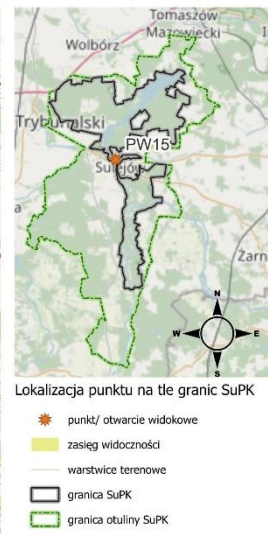 Tomaszów
Mazowiecki
Wolbórz
Trybunalski
PW15
Sulejów
Żarn
N
W
E
S
Lokalizacja punktu na tle granic SuPK
punkt/ otwarcie widokowe
zasięg widoczności
warstwice terenowe
granica SuPK
granica otuliny SuPK